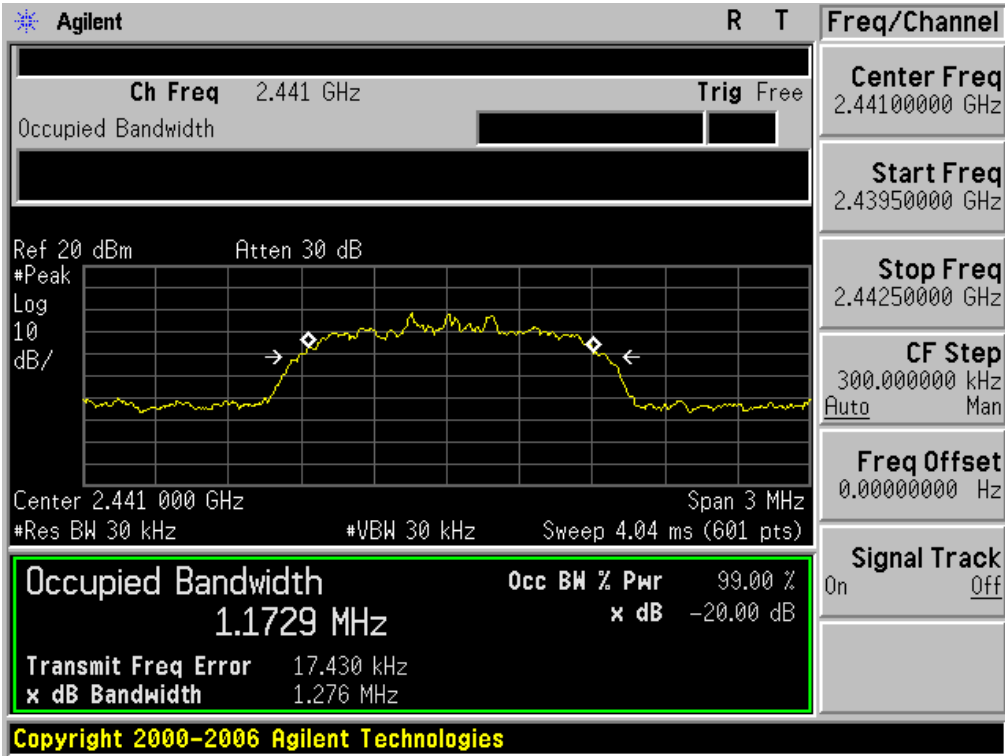 Agilent R T
Freq/Channel
Ch Freq 2.441 GHz Trig Free
Occupied Bandwidth
Center Freq
2.44100000 GHz
Start Freq
2.43950000 GHz
Stop Freq
2.44250000 GHz
CF Step
300.000000 kHz
Auto Man
Freq Offset
0.00000000 Hz
Signal Track
On Off
Ref 20 dBm Atten 30 dB
#Peak
Log
10
dB/
Center 2.441 000 GHz Span 3 MHz
#Res BW 30 kHz #VBW 30 kHz Sweep 4.04 ms (601 pts)
Occupied Bandwidth
1.1729 MHz
Occ BW % Pwr 99.00 %
x dB -20.00 dB
Transmit Freq Error 17.430 kHz
x dB Bandwidth 1.276 MHz
Copyright 2000-2006 Agilent Technologies